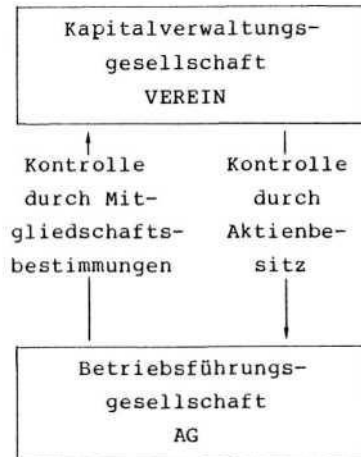 Kapitalverwaltungs-
gesellschaft
VEREIN
Kontrolle
durch Mit-
gliedschafts-
bestimmungen
Kontrolle
durch
Aktienbe-
sitz
Betriebsführungs-
gesellschaft
AG